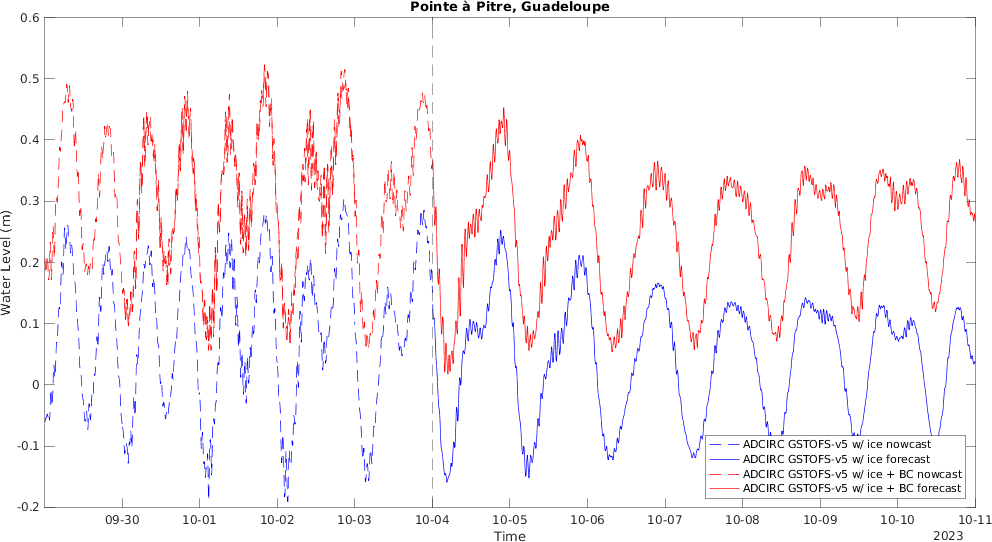 Pointe à Pitre, Guadeloupe
0.6
0.5
0.4
0.3
0.2
0.1
0
-0.1
-0.2
Water Level (m)
ADCIRC GSTOFS-v5 w/ ice nowcast
ADCIRC GSTOFS-v5 w/ ice forecast
ADCIRC GSTOFS-v5 w/ ice + BC nowcast
ADCIRC GSTOFS-v5 w/ ice + BC forecast
09-30 10-01 10-02 10-03 10-04 10-05 10-06 10-07 10-08 10-09 10-10 10-11
Time
2023